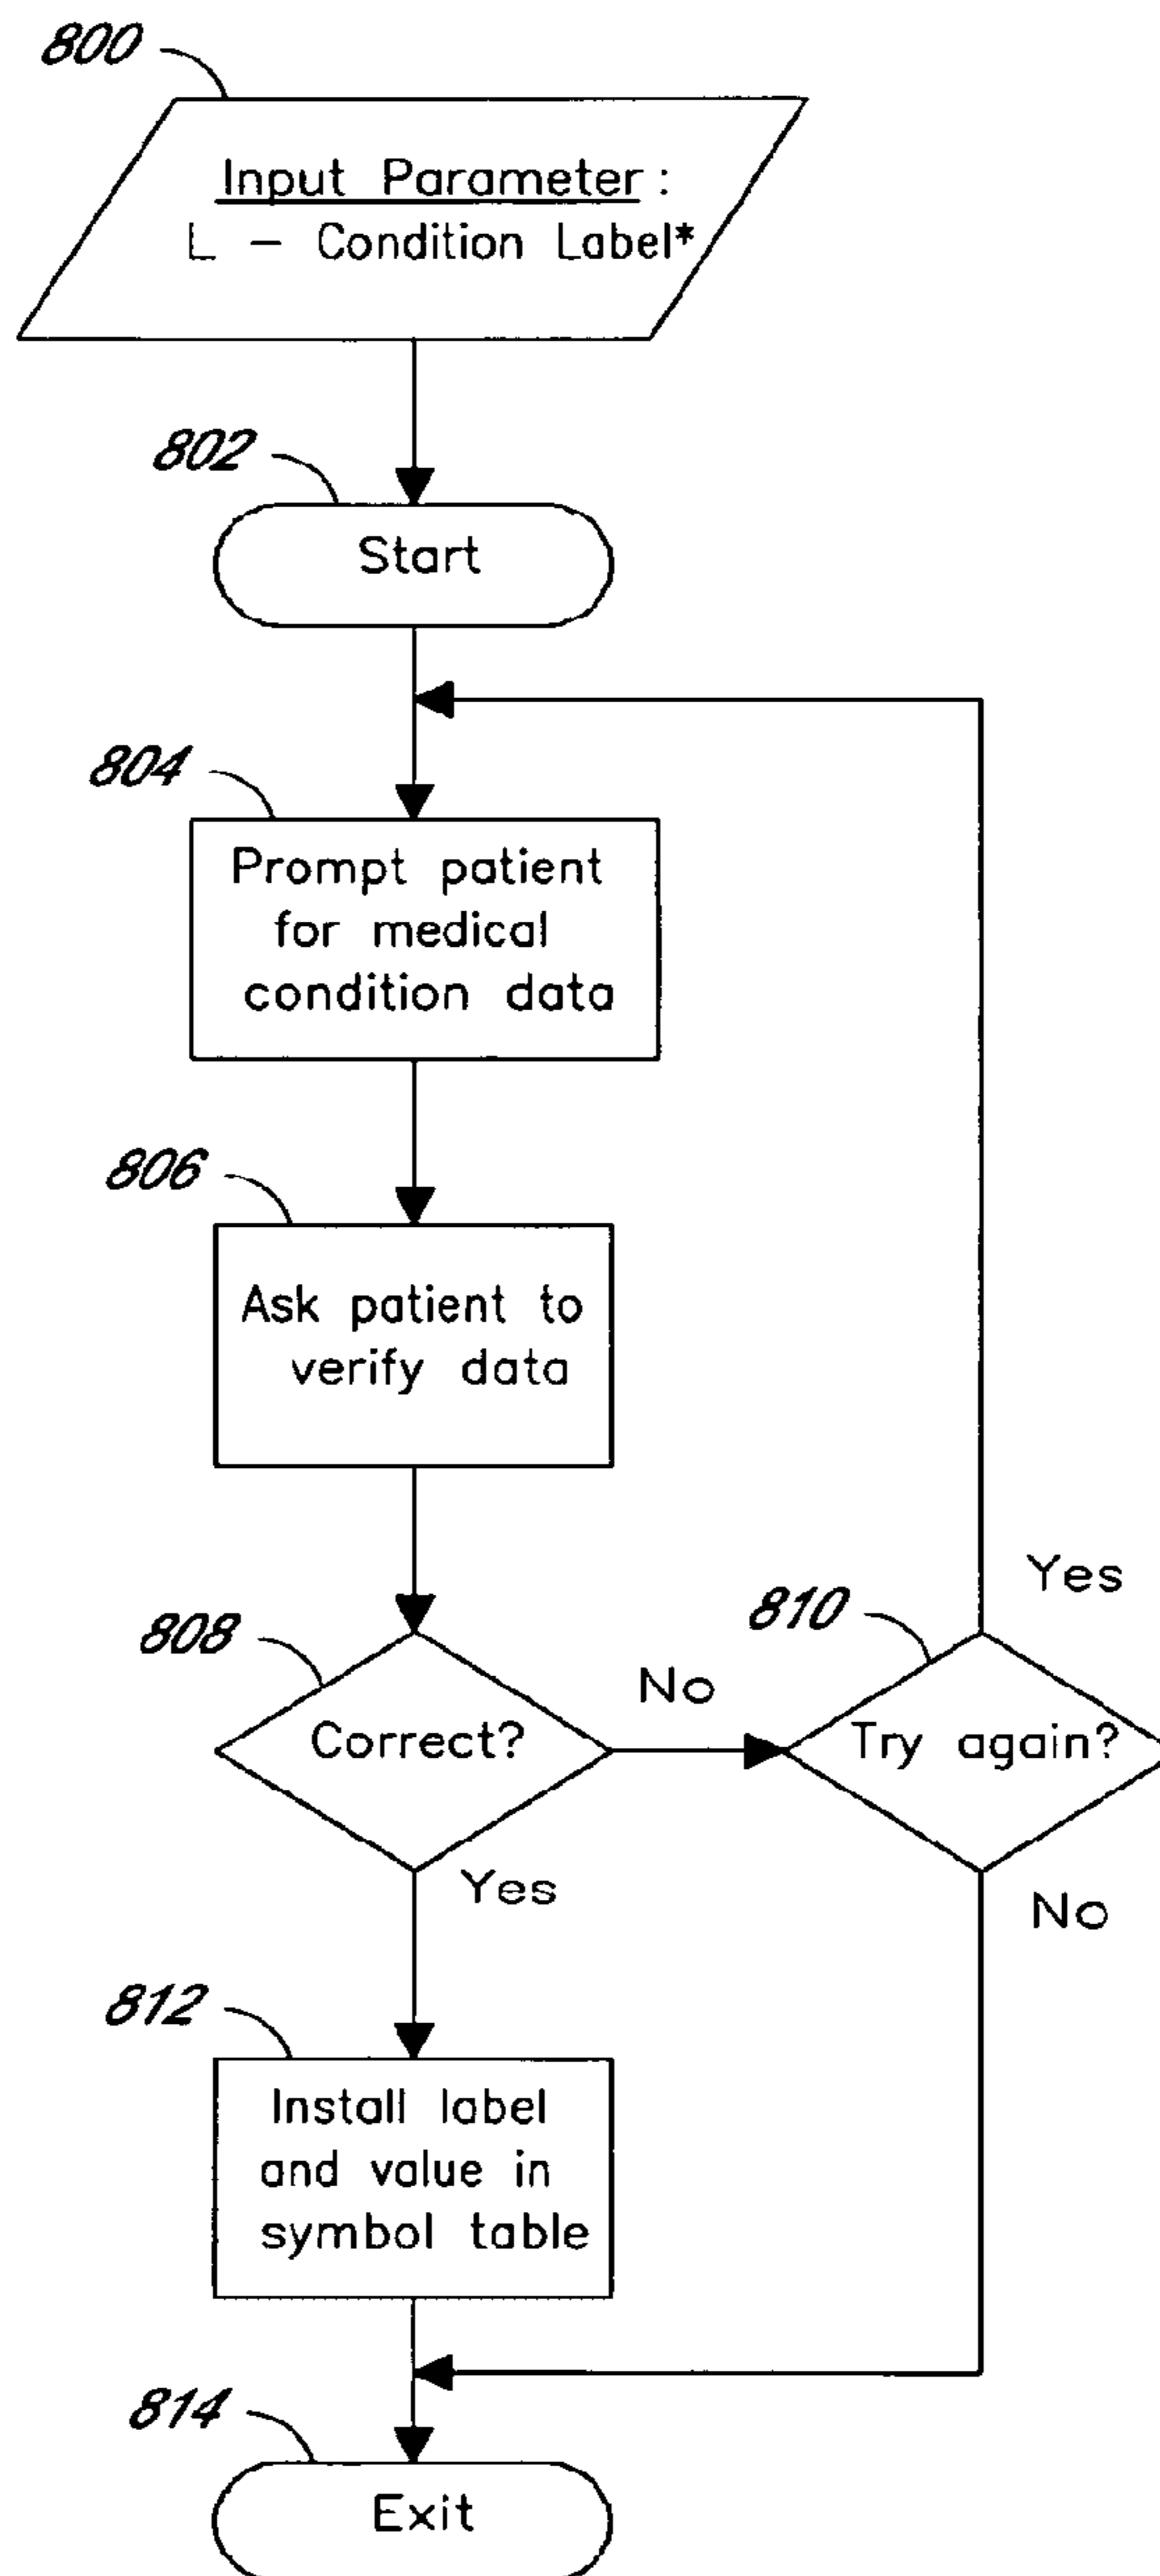 800
Input Parameter :
L - Condition Label*
802
Start
804
Prompt patient
for medical
condition data
806
Ask patient to
verify data
Yes
810
808
No
Correct?
Try again?
Yes
No
812
Install label
and value in
symbol table
814
Exit